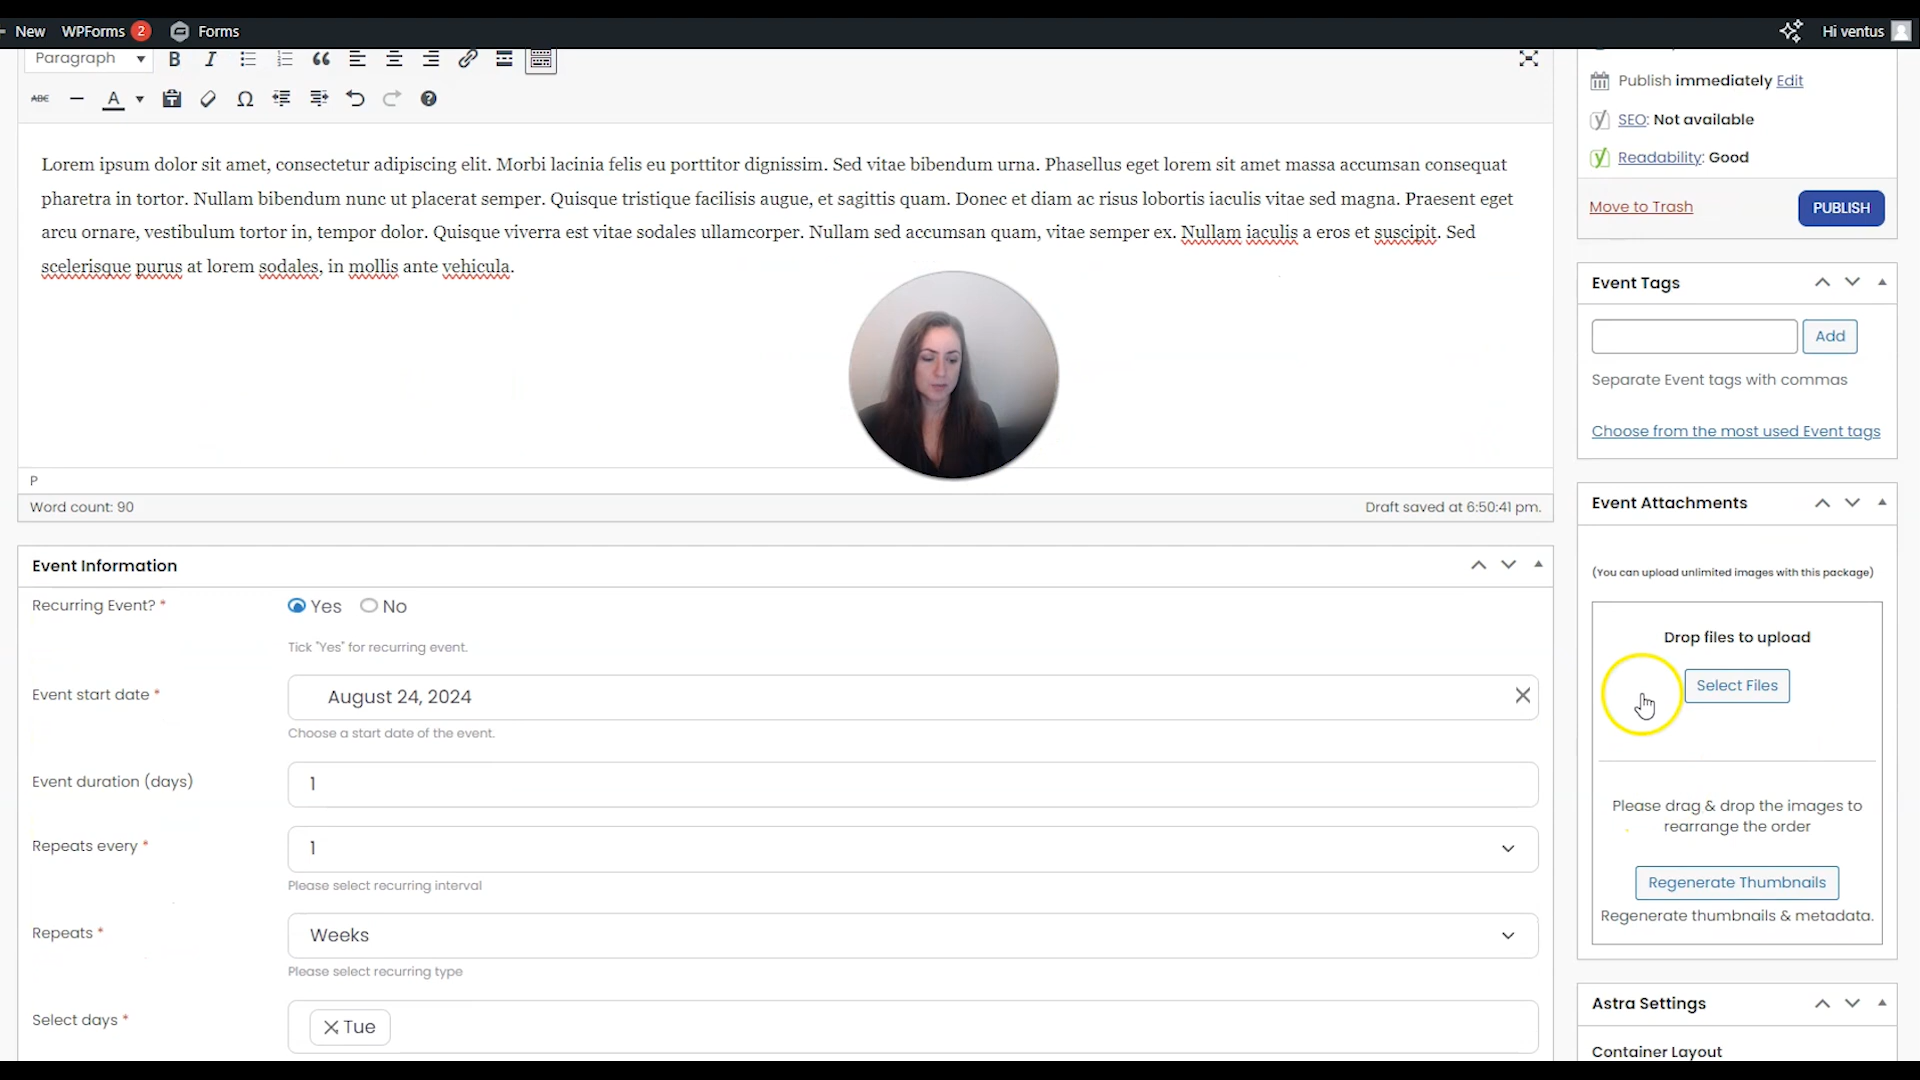 New WPForms 2 Forms Hi ventus
Paragraph
Publish immediately Edit
SEO: Not available
Readability: Good
Move to Trash PUBLISH
Lorem ipsum dolor sit amet, consectetur adipiscing elit. Morbi lacinia felis eu porttitor dignissim. Sed vitae bibendum urna. Phasellus eget lorem sit amet massa accumsan consequat
pharetra in tortor. Nullam bibendum nunc ut placerat semper. Quisque tristique facilisis augue, et sagittis quam. Donec et diam ac risus lobortis iaculis vitae sed magna. Praesent eget
arcu ornare, vestibulum tortor in, tempor dolor. Quisque viverra est vitae sodales ullamcorper. Nullam sed accumsan quam, vitae semper ex. Nullam iaculis a eros et suscipit. Sed
scelerisque purus at lorem sodales, in mollis ante vehicula.
P
Word count: 90 Draft saved at 6:50:41 pm.
Event Information
Recurring Event? * Yes No
Tick "Yes" for recurring event.
Event start date * August 24, 2024
Choose a start date of the event.
Event duration (days) 1
Repeats every * 1
Please select recurring interval
Repeats * Weeks
Please select recurring type
Select days * Tue
Event Tags
Add
Separate Event tags with commas
Choose from the most used Event tags
Event Attachments
(You can upload unlimited images with this package)
Drop files to upload
Select Files
Please drag & drop the images to
rearrange the order
Regenerate Thumbnails
Regenerate thumbnails & metadata.
Astra Settings
Container Layout